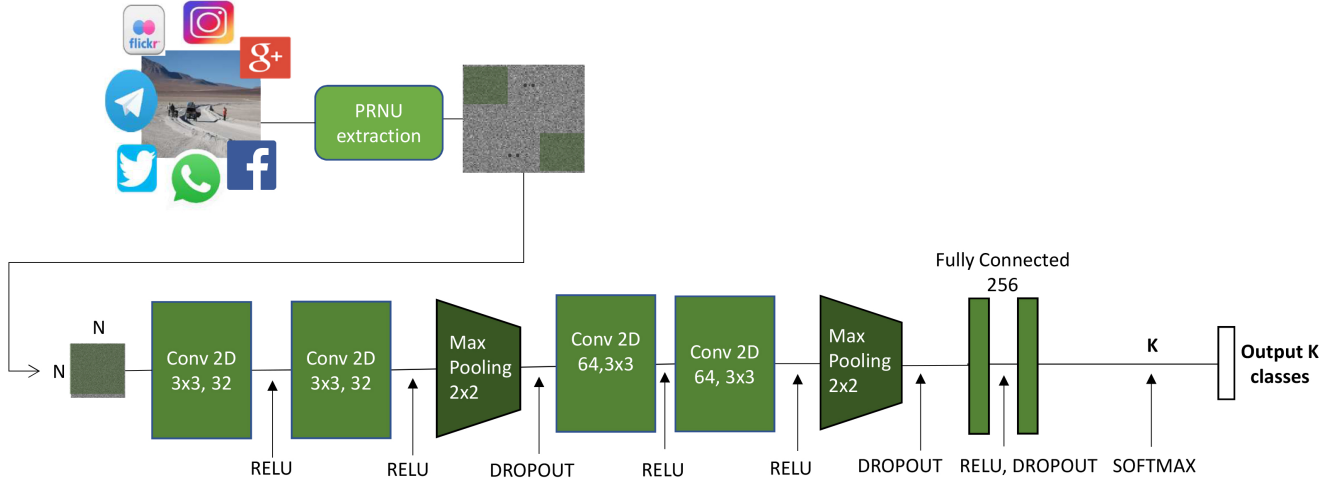 flickr
g+
PRNU
extraction
Fully Connected
256
N
N
Conv 2D
3x3, 32
Conv 2D
3x3, 32
Max
Pooling
2x2
Conv 2D
64,3x3
Conv 2D
64, 3x3
Max
Pooling
2x2
K
Output K
classes
RELU
RELU
DROPOUT
RELU
RELU
DROPOUT
RELU, DROPOUT
SOFTMAX